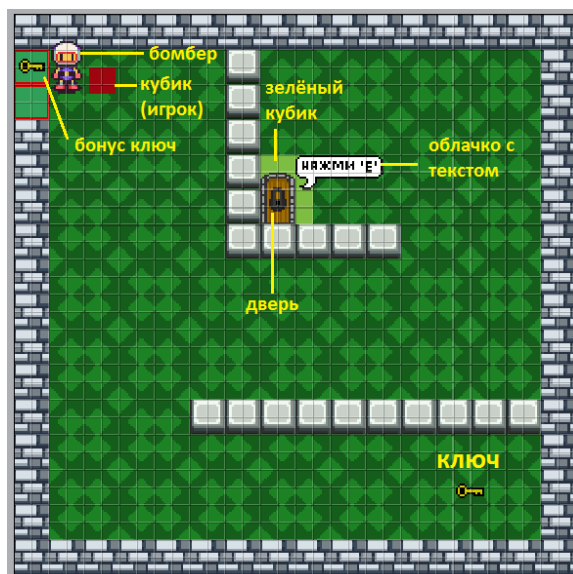 бомбер
кубик
(игрок)
бонус ключ
зелёный
кубик
облачко с
текстом
НАЖМИ 'E'
дверь
ключ